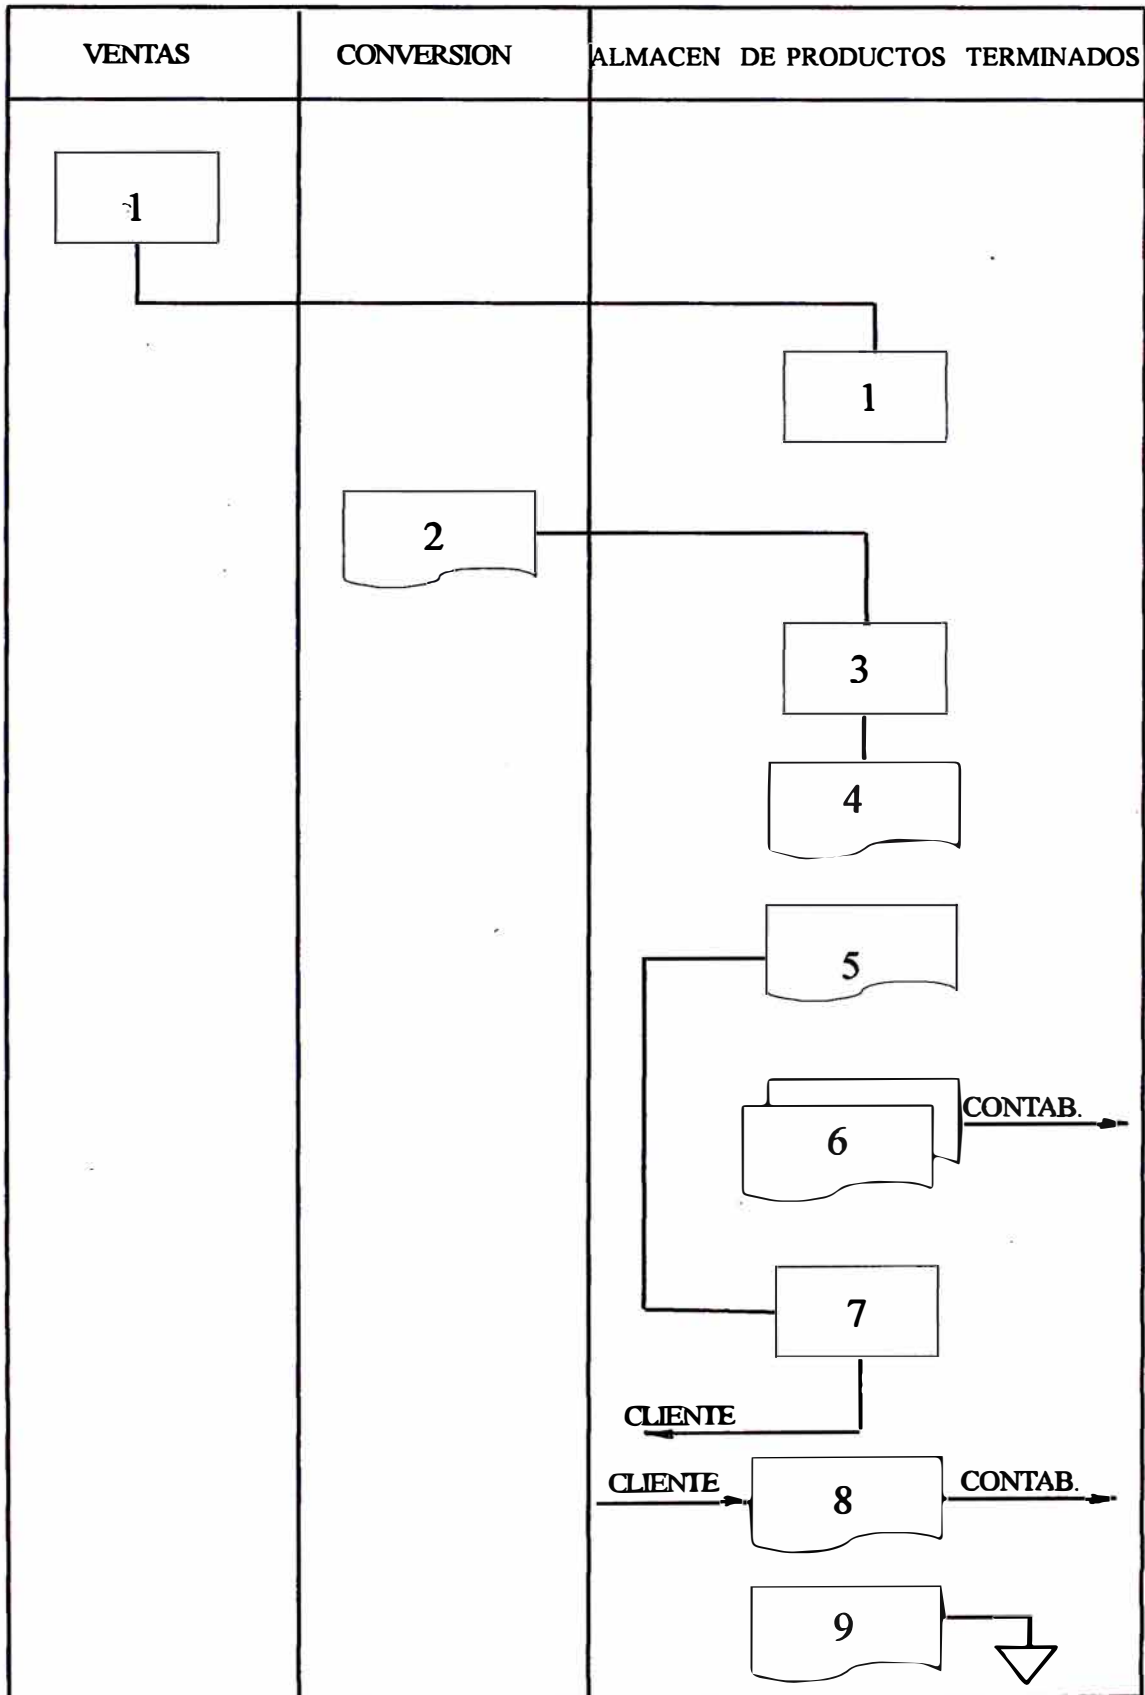 VENTAS
CONVERSION
ALMACEN DE PRODUCTOS TERMINADOS
1
1
2
3
4
5
CONTAB.
6
7
CLIENTE
CLIENTE
8
CONTAB.
9